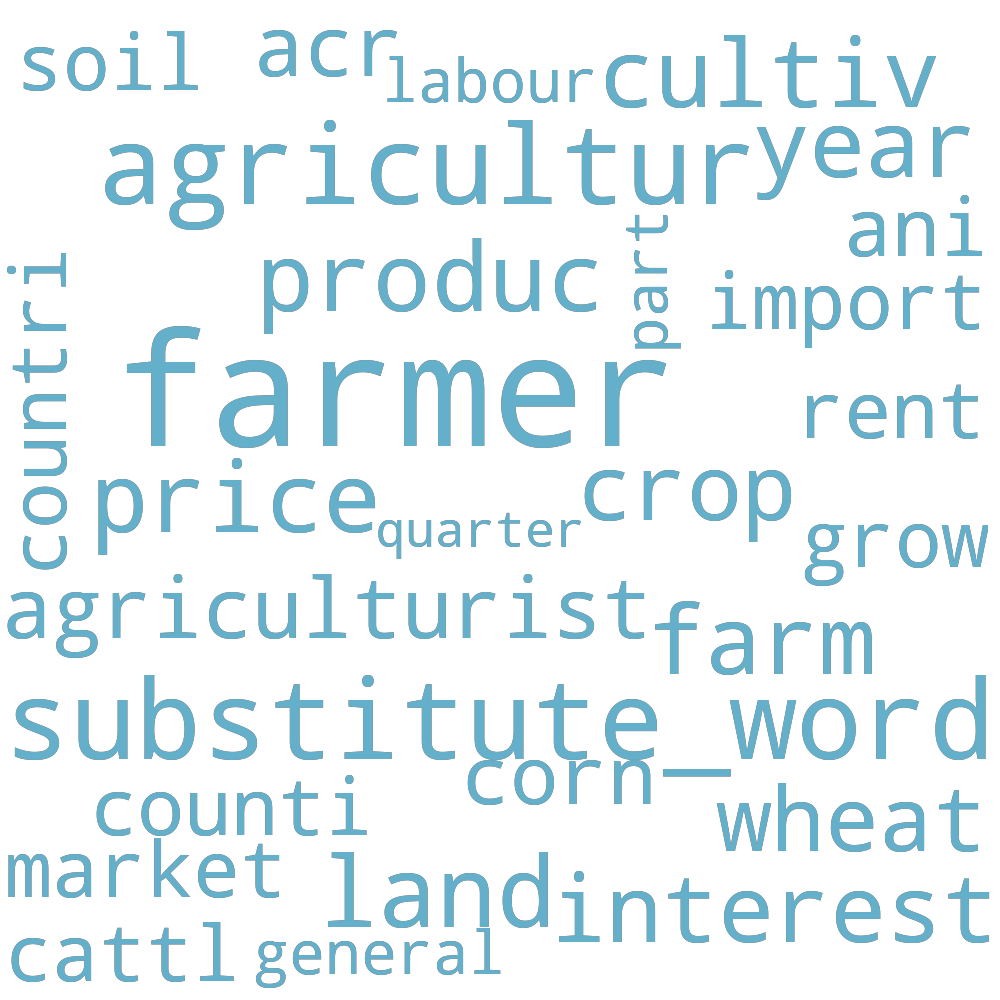 soil
acr
labour
cultiv
agricultur
year
ani
part
produc
import
countri
farmer
rent
price
crop
quarter
grow
agriculturist
farm
substitute_word
corn
counti
wheat
market
land
interest
cattl
general